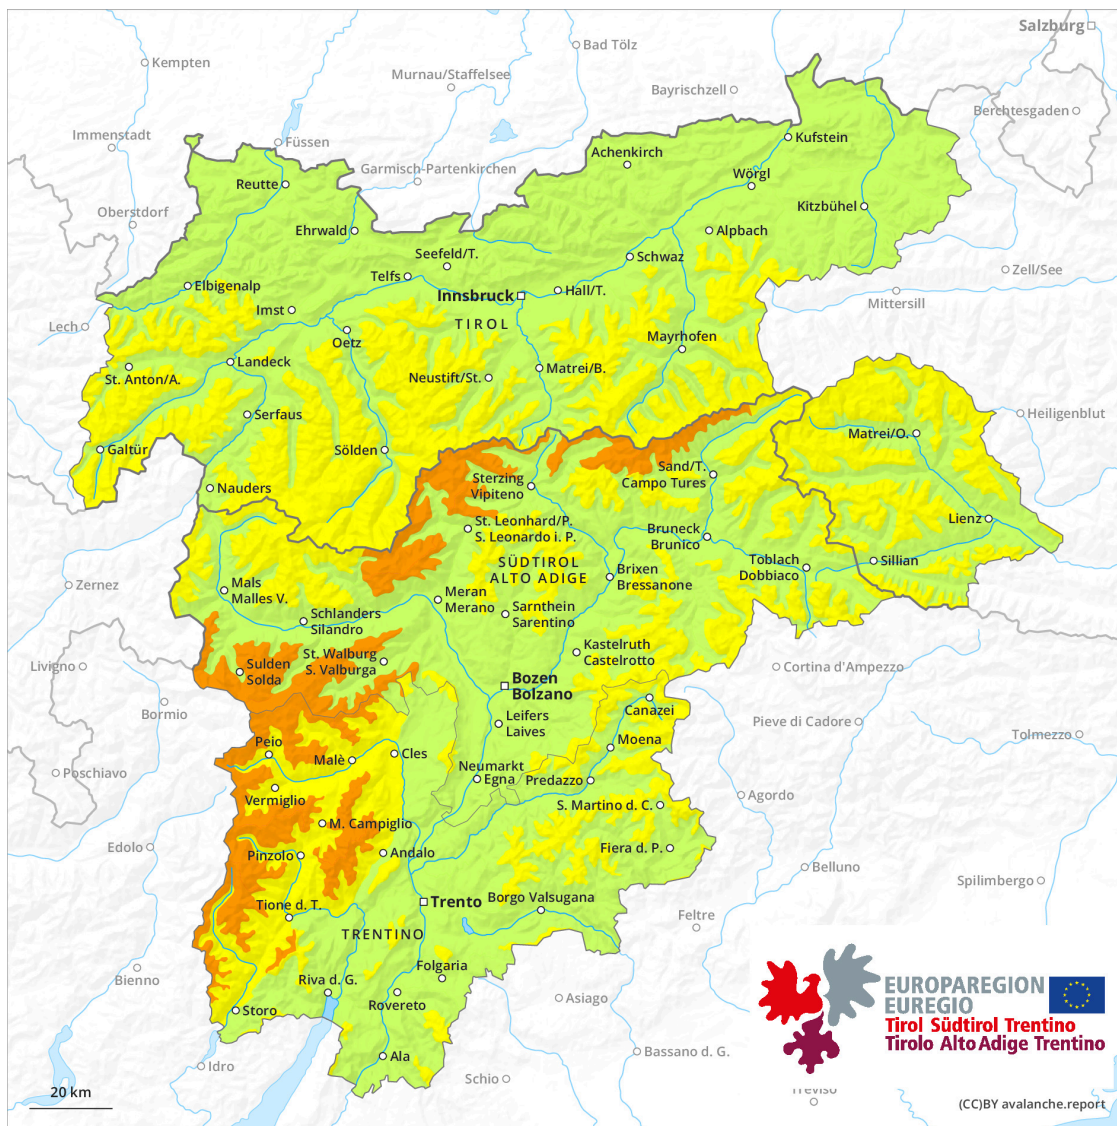 Salzburg
Bad Tölz
Kempten
Murnau/Staffelsee
Bayrischzell
Berchtesgaden
Immenstadt
Füssen
Kufstein
Achenkirch
Garmisch-Partenkirchen
Wörgl
Reutte
Oberstdorf
Kitzbühel
Ehrwald
Alpbach
Seefeld/T.
Schwaz
Zell/See
Telfs
Elbigenalp
Innsbruck
Hall/T.
Mittersill
Imst
TIROL
Lech
Oetz
Mayrhofen
Landeck
Matrei/B.
St. Anton/A.
Neustift/St.
Serfaus
Heiligenblut
Matrei/O.
Galtür
Sölden
Sand/T.
Campo Tures
Sterzing
Vipiteno
Nauders
Lienz
St. Leonhard/P.
S. Leonardo i. P.
Bruneck
Brunico
SÜDTIROL
ALTO ADIGE
Toblach
Dobbiaco
Sillian
Brixen
Bressanone
Zernez
Mals
Malles V.
Meran
Merano
Schlanders
Silandro
Sarnthein
Sarentino
Kastelruth
Castelrotto
St. Walburg
S. Valburga
Livigno
Sulden
Solda
Cortina d'Ampezzo
Bozen
Bolzano
Bormio
Canazei
Leifers
Laives
Pieve di Cadore
Tolmezzo
Peio
Moena
Malè
Cles
Poschiavo
Neumarkt
Egna
Predazzo
Vermiglio
Agordo
S. Martino d. C.
M. Campiglio
Edolo
Pinzolo
Andalo
Fiera d. P.
Belluno
Spilimbergo
Tione d. T.
Trento
Borgo Valsugana
Feltre
TRENTINO
Bienno
Folgaria
Riva d. G.
Rovereto
Asiago
Storo
EUROPAREGION
EUREGIO
Tirol Südtirol Trentino
Tirolo Alto Adige Trentino
Ala
Bassano d. G.
Idro
Schio
Treviso
20 km
(CC)BY avalanche.report